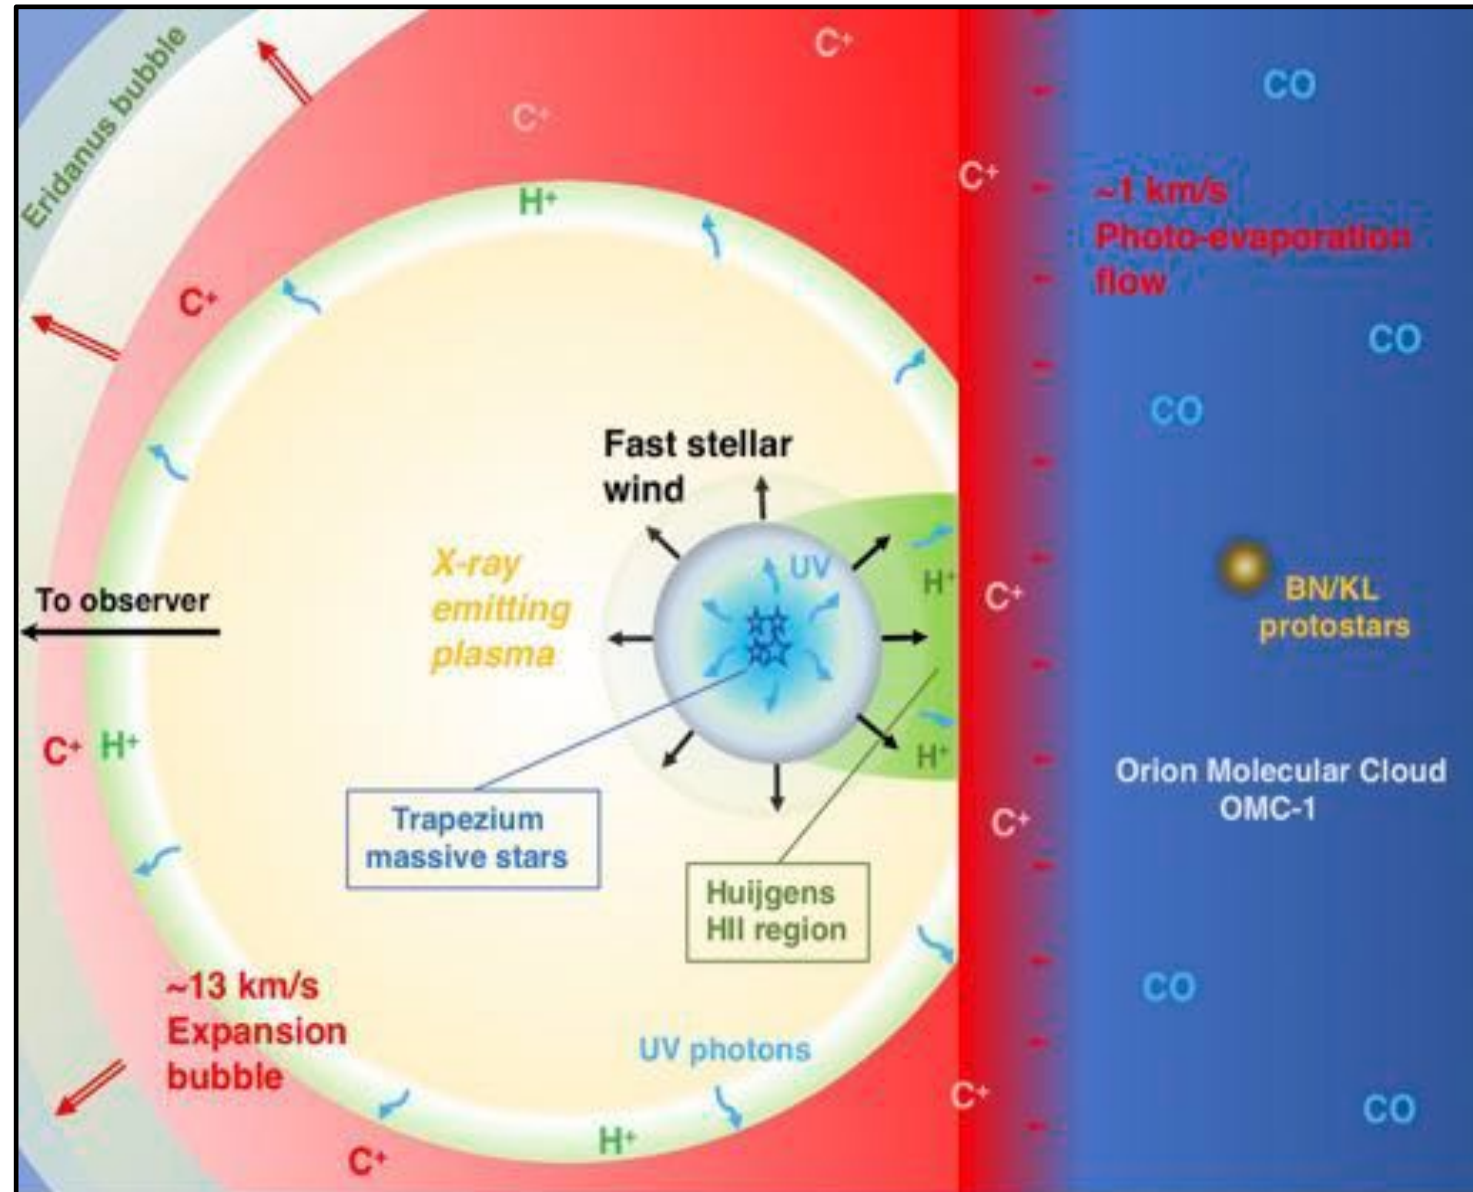 Eridanus bubble
C⁺
CO
C⁺
C⁺
~1 km/s
Photo-evaporation
flow
H⁺
C⁺
CO
CO
Fast stellar
wind
X-ray
emitting
plasma
UV
H⁺
C⁺
BN/KL
protostars
To observer
C⁺
H⁺
H⁺
Orion Molecular Cloud
OMC-1
Trapezium
massive stars
C⁺
Huijgens
HII region
~13 km/s
Expansion
bubble
CO
UV photons
C⁺
CO
H⁺
C⁺